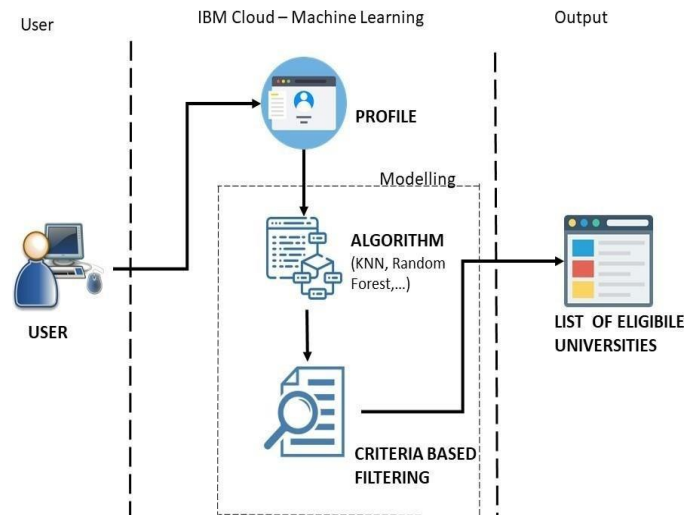 User
IBM Cloud – Machine Learning
Output
PROFILE
Modelling
ALGORITHM
(KNN, Random
Forest,...)
USER
LIST OF ELIGIBILE
UNIVERSITIES
CRITERIA BASED
FILTERING